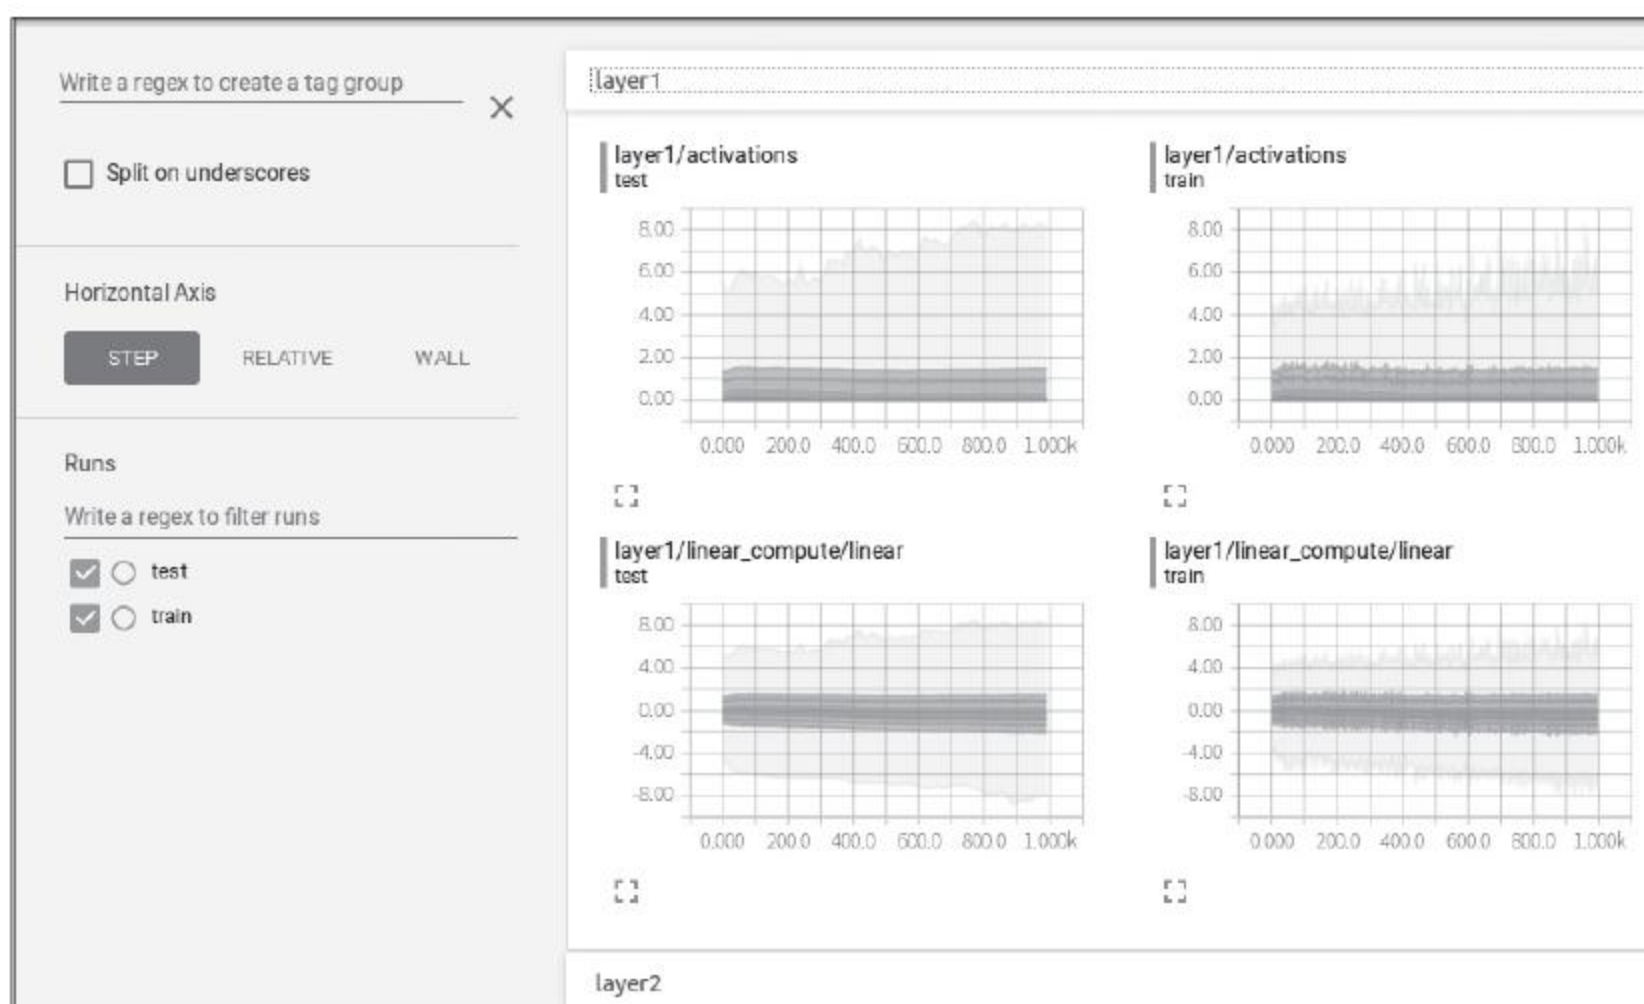 Write a regex to create a tag group
Split on underscores
Horizontal Axis
STEP RELATIVE WALL
Runs
Write a regex to filter runs
test
train
layer1
layer1/activations
test
8.00
6.00
4.00
2.00
0.00
0.000 200.0 400.0 600.0 800.0 1.000k
layer1/activations
train
8.00
6.00
4.00
2.00
0.00
0.000 200.0 400.0 600.0 800.0 1.000k
layer1/linear_compute/linear
test
8.00
4.00
0.00
-4.00
-8.00
0.000 200.0 400.0 600.0 800.0 1.000k
layer1/linear_compute/linear
train
8.00
4.00
0.00
-4.00
-8.00
0.000 200.0 400.0 600.0 800.0 1.000k
layer2